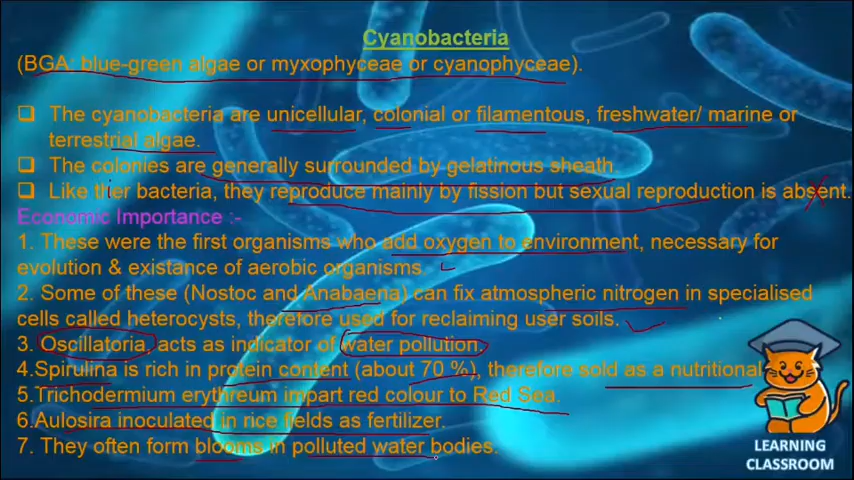 Cyanobacteria
(BGA: blue-green algae or myxophyceae or cyanophyceae).
The cyanobacteria are unicellular, colonial or filamentous, freshwater/ marine or
terrestrial algae.
The colonies are generally surrounded by gelatinous sheath
Like thier bacteria, they reproduce mainly by fission but sexual reproduction is absent.
Economic Importance :-
1. These were the first organisms who add oxygen to environment, necessary for
evolution & existance of aerobic organisms.
2. Some of these (Nostoc and Anabaena) can fix atmospheric nitrogen in specialised
cells called heterocysts, therefore used for reclaiming user soils.
3. Oscillatoria, acts as indicator of water pollution.
4.Spirulina is rich in protein content (about 70 %), therefore sold as a nutritional
5.Trichodermium erythreum impart red colour to Red Sea.
6.Aulosira inoculated in rice fields as fertilizer.
7. They often form blooms in polluted water bodies.
LEARNING
CLASSROOM